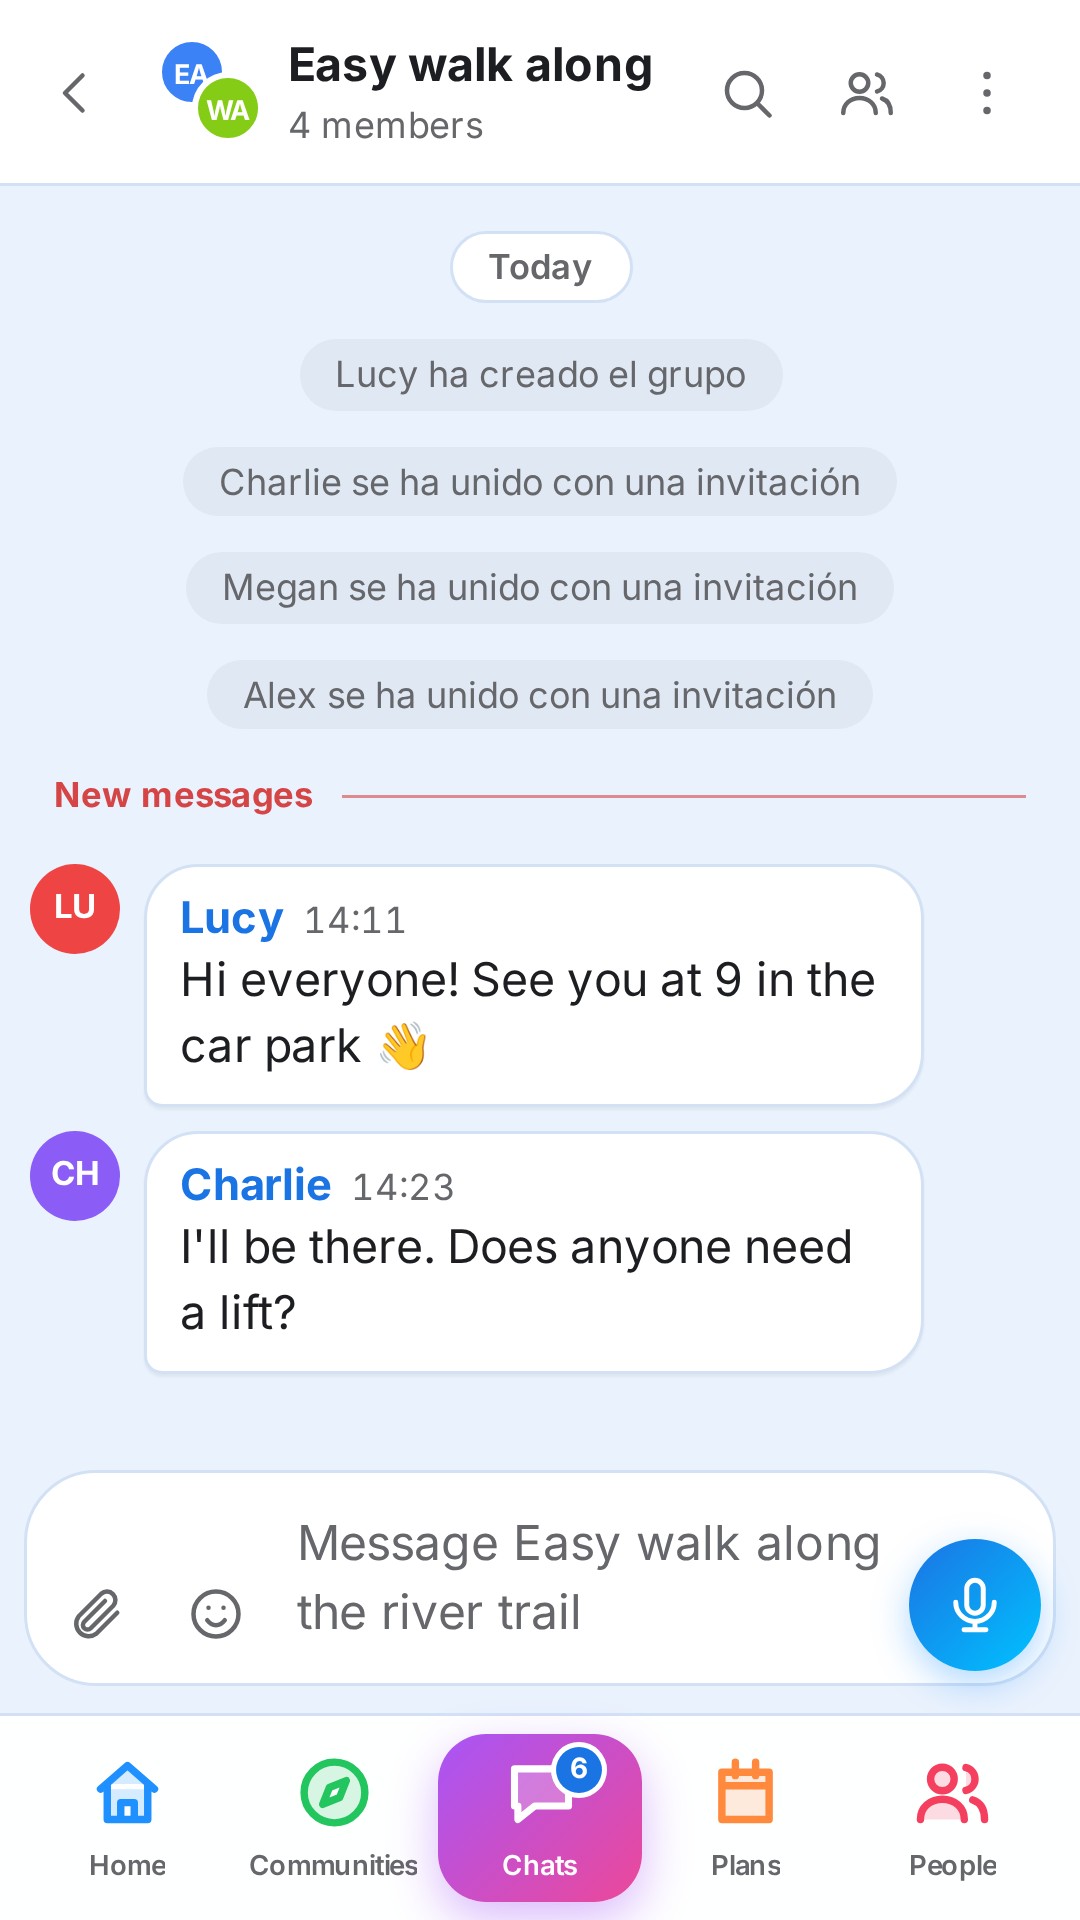 EA
WA
Easy walk along
4 members
Today
Lucy ha creado el grupo
Charlie se ha unido con una invitación
Megan se ha unido con una invitación
Alex se ha unido con una invitación
New messages
LU
Lucy 14:11
Hi everyone! See you at 9 in the
car park 👋
CH
Charlie 14:23
I'll be there. Does anyone need
a lift?
Message Easy walk along
the river trail
6
Home
Communities
Chats
Plans
People